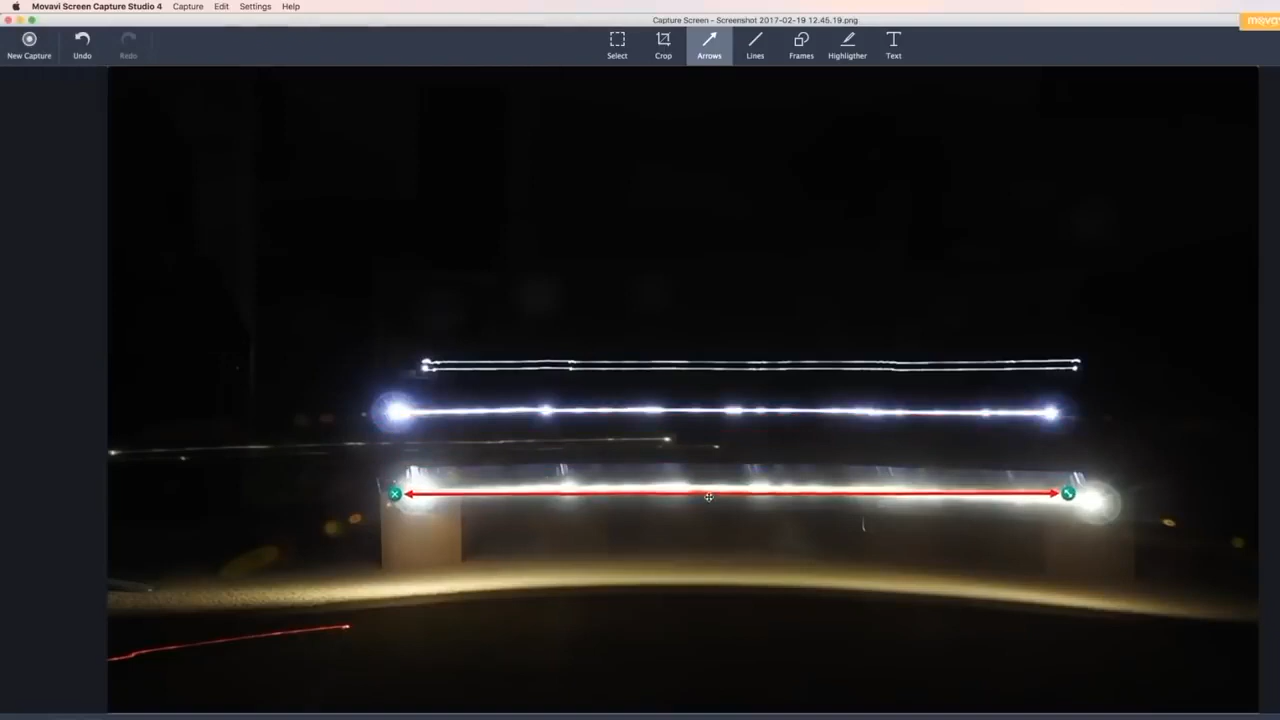 Movavi Screen Capture Studio 4 Capture Edit Settings Help
Capture Screen – Screenshot 2017-02-19 12.45.19.png
New Capture Undo Redo Select Crop Arrows Lines Frames Highligther Text